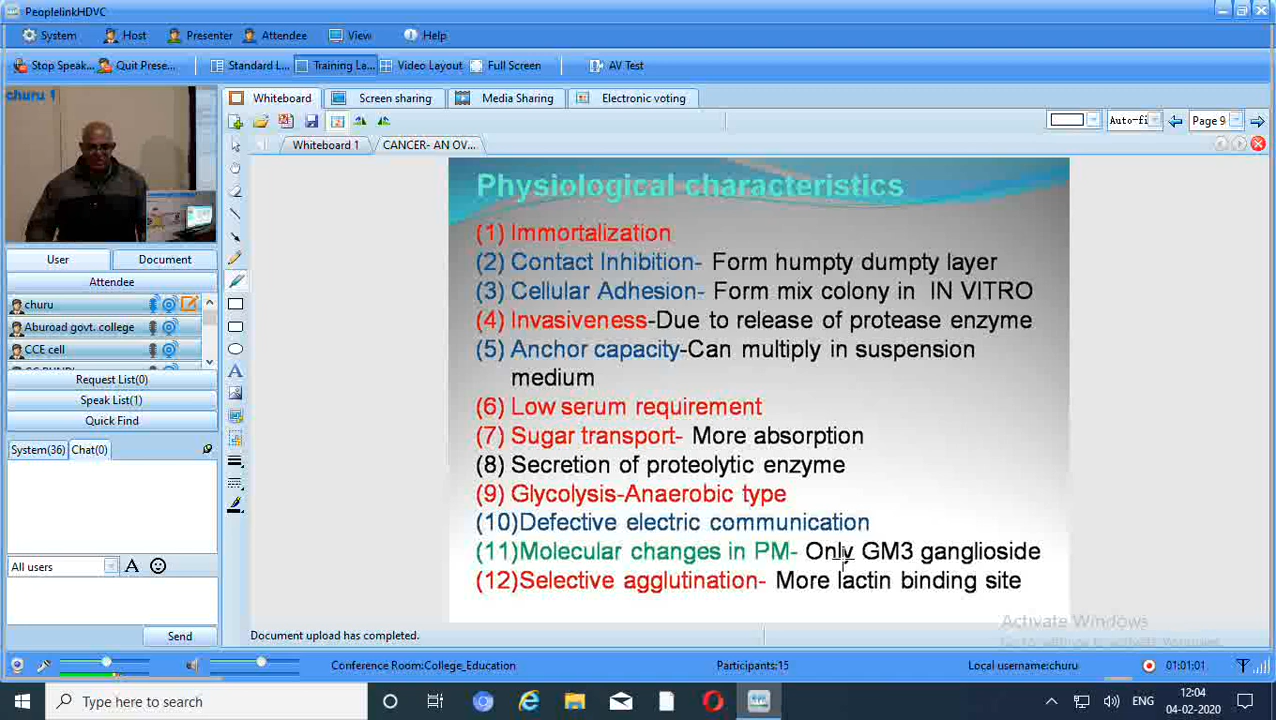 PeoplelinkHDVC
System Host Presenter Attendee View Help
Stop Speak... Quit Prese... Standard L... Training La... Video Layout Full Screen AV Test
churu 1
Whiteboard Screen sharing Media Sharing Electronic voting
Auto-fi Page 9
Whiteboard 1 CANCER- AN OV...
User Document
Attendee
churu
Aburoad govt. college
CCE cell
Request List(0)
Speak List(1)
Quick Find
System(36) Chat(0)
All users A
Send
Physiological characteristics
(1) Immortalization
(2) Contact Inhibition- Form humpty dumpty layer
(3) Cellular Adhesion- Form mix colony in IN VITRO
(4) Invasiveness-Due to release of protease enzyme
(5) Anchor capacity-Can multiply in suspension
medium
(6) Low serum requirement
(7) Sugar transport- More absorption
(8) Secretion of proteolytic enzyme
(9) Glycolysis-Anaerobic type
(10)Defective electric communication
(11)Molecular changes in PM- Only GM3 ganglioside
(12)Selective agglutination- More lactin binding site
Activate Windows
Document upload has completed.
Conference Room:College_Education Participants:15 Local username:churu 01:01:01
Type here to search ENG 12:04
04-02-2020